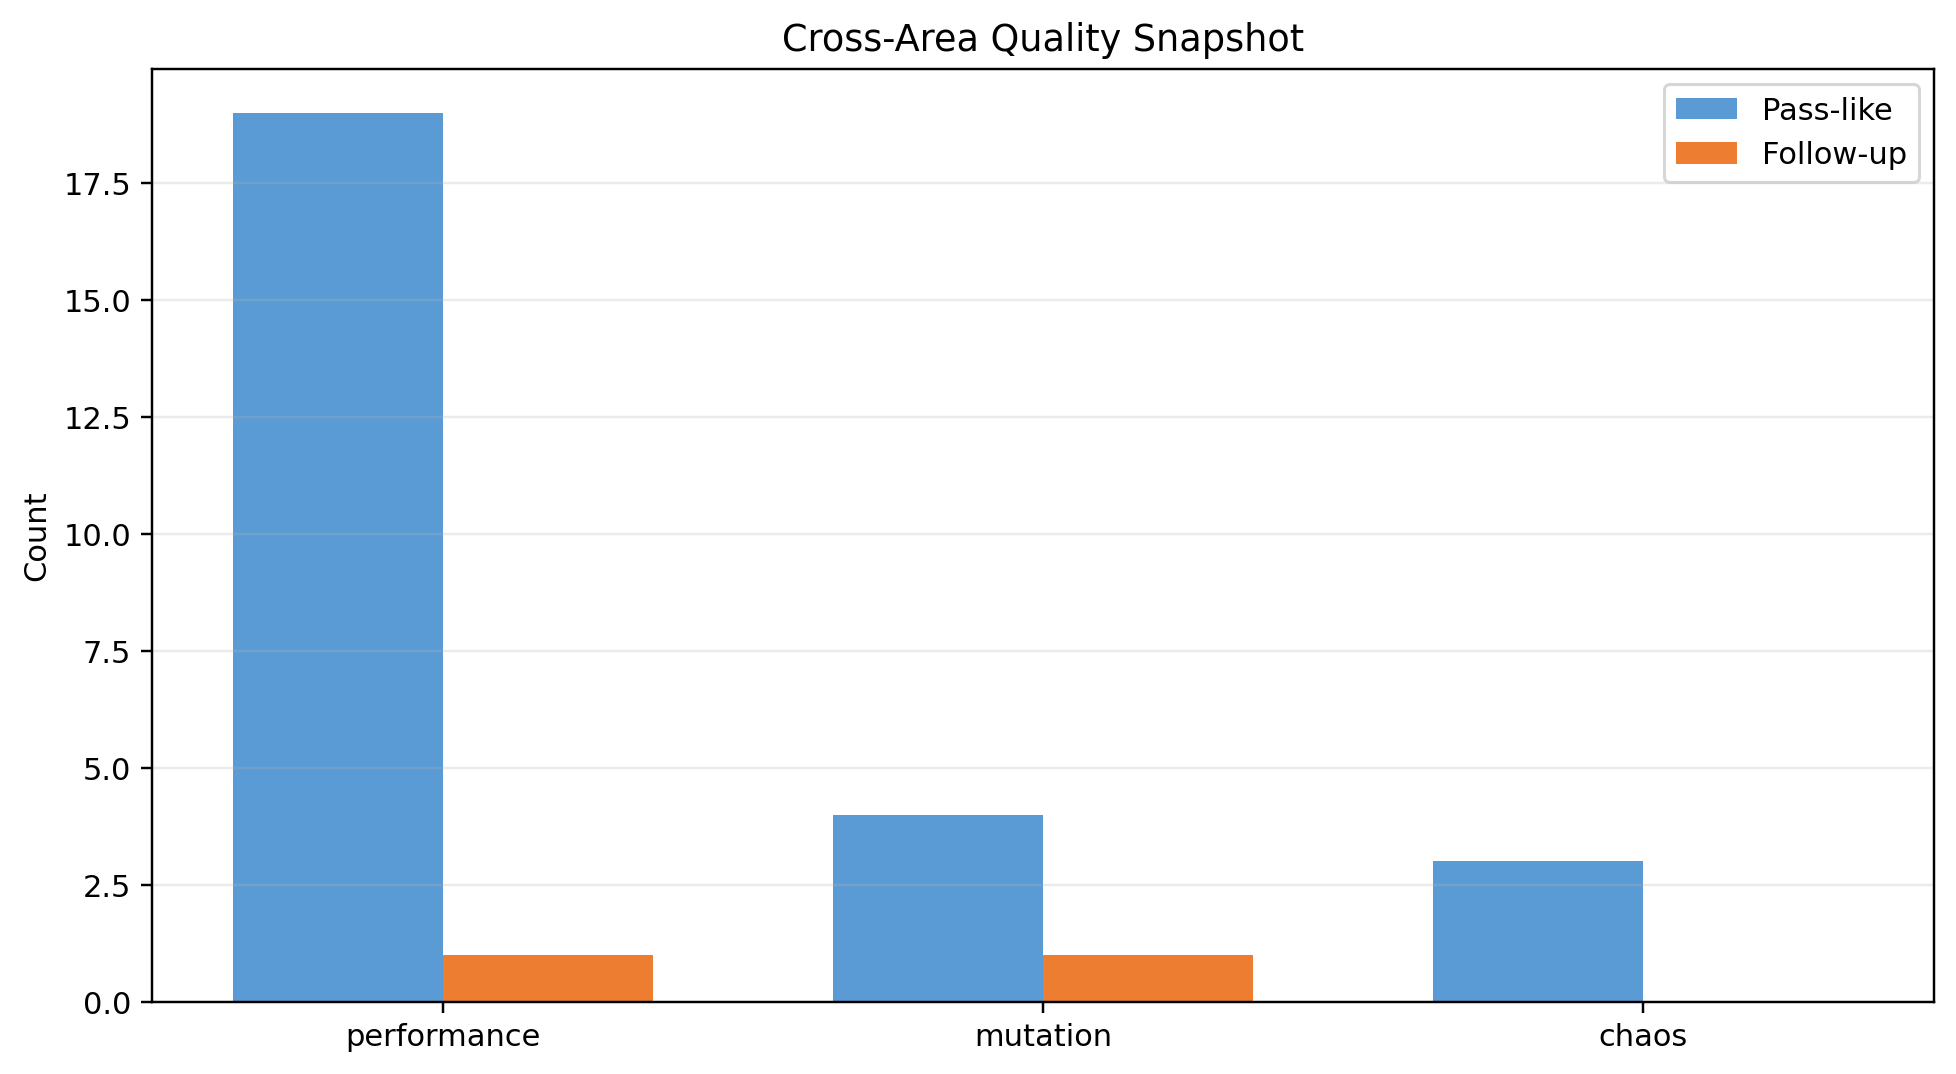 Cross-Area Quality Snapshot
Pass-like
Follow-up
17.5
15.0
12.5
10.0
7.5
5.0
2.5
0.0
Count
performance
mutation
chaos